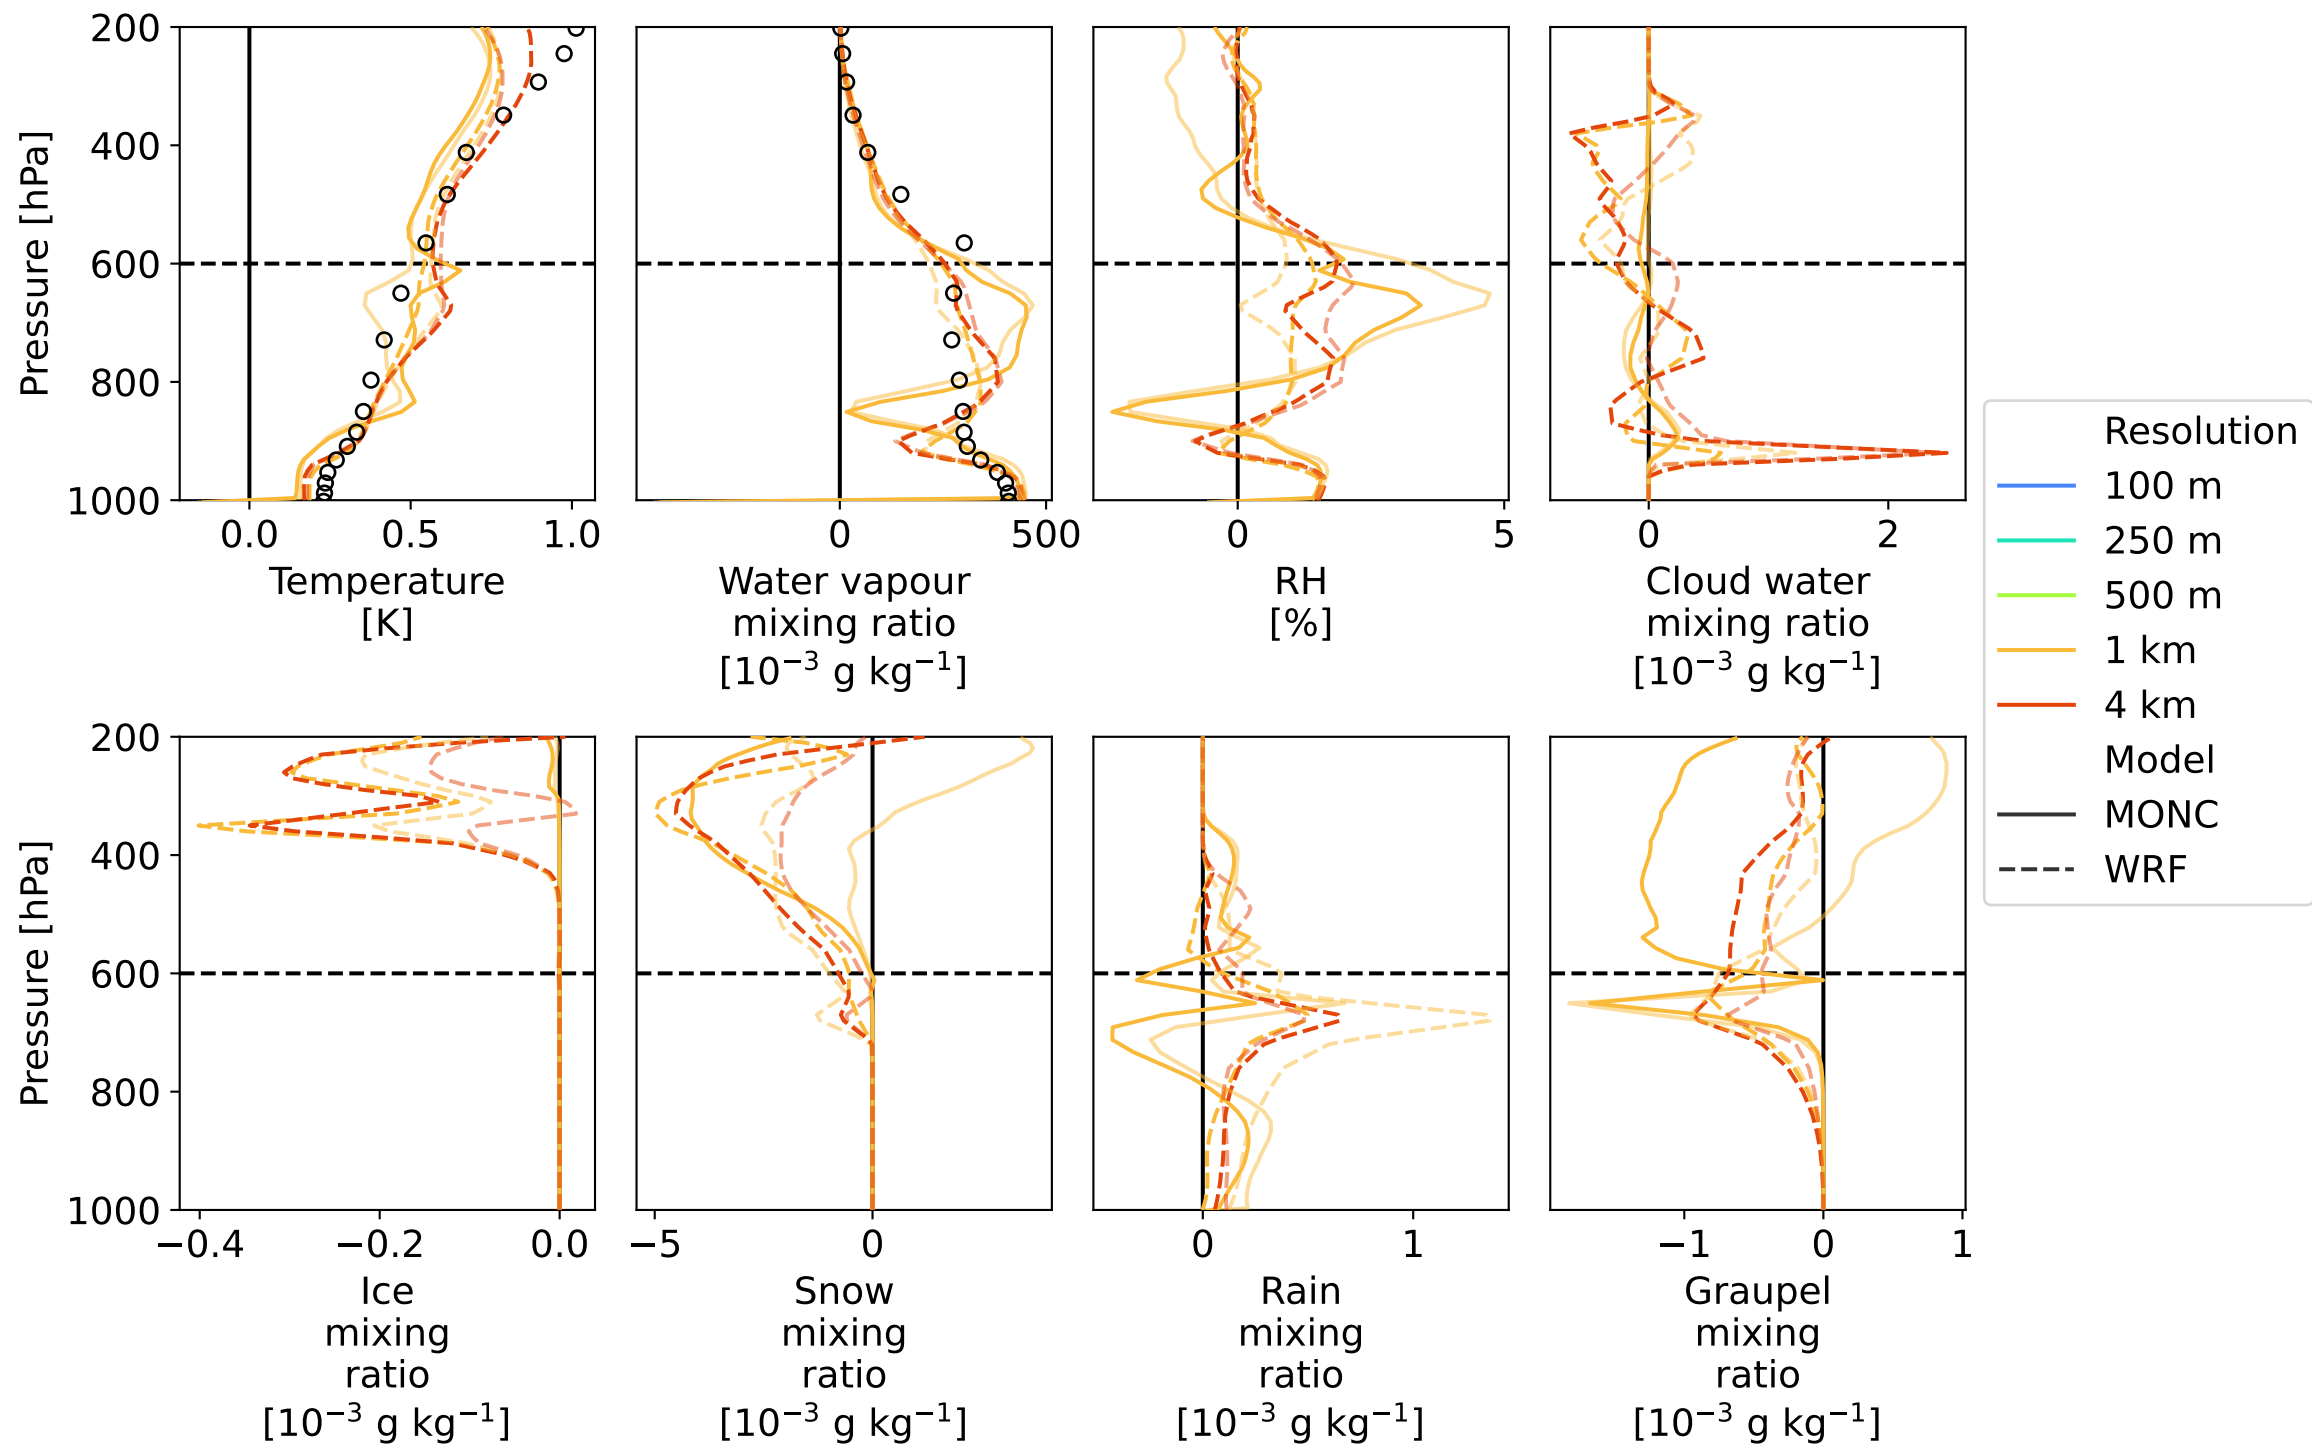 200
400
600
800
1000
Pressure [hPa]
0.0 0.5 1.0
Temperature
[K]
0 500
Water vapour
mixing ratio
[10⁻³ g kg⁻¹]
0 5
RH
[%]
0 2
Cloud water
mixing ratio
[10⁻³ g kg⁻¹]
Resolution
100 m
250 m
500 m
1 km
4 km
Model
MONC
WRF
200
400
600
800
1000
Pressure [hPa]
−0.4 −0.2 0.0
Ice
mixing
ratio
[10⁻³ g kg⁻¹]
−5 0
Snow
mixing
ratio
[10⁻³ g kg⁻¹]
0 1
Rain
mixing
ratio
[10⁻³ g kg⁻¹]
−1 0 1
Graupel
mixing
ratio
[10⁻³ g kg⁻¹]